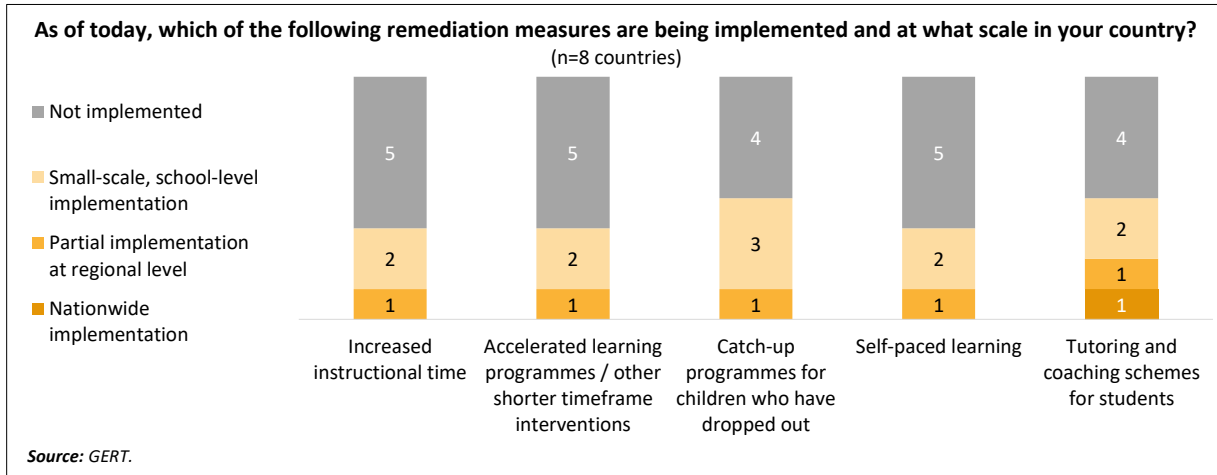 As of today, which of the following remediation measures are being implemented and at what scale in your country?
(n=8 countries)
Not implemented
Small-scale, school-level
implementation
Partial implementation
at regional level
Nationwide
implementation
5
2
1
5
2
1
4
3
1
5
2
1
4
2
1
1
Increased
instructional time
Accelerated learning
programmes / other
shorter timeframe
interventions
Catch-up
programmes for
children who have
dropped out
Self-paced learning
Tutoring and
coaching schemes
for students
Source: GERT.